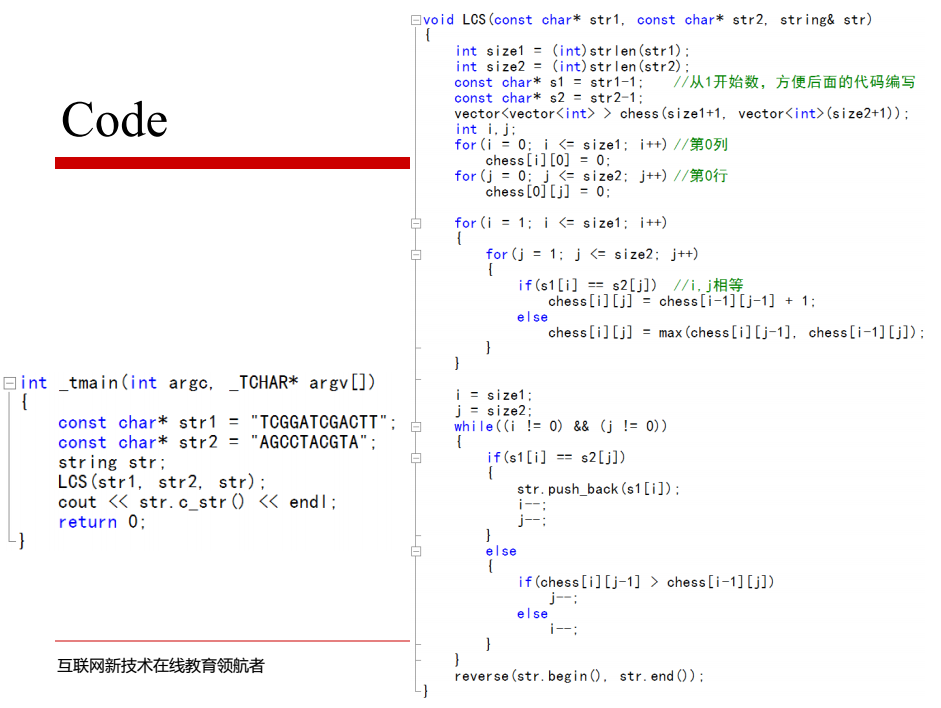 Code
int _tmain(int argc, _TCHAR* argv[])
{
    const char* str1 = "TCGGATCGACTT";
    const char* str2 = "AGCCTACGTA";
    string str;
    LCS(str1, str2, str);
    cout << str.c_str() << endl;
    return 0;
}
互联网新技术在线教育领航者
void LCS(const char* str1, const char* str2, string& str)
{
    int size1 = (int)strlen(str1);
    int size2 = (int)strlen(str2);
    const char* s1 = str1-1;    //从1开始数，方便后面的代码编写
    const char* s2 = str2-1;
    vector<vector<int> > chess(size1+1, vector<int>(size2+1));
    int i,j;
    for(i = 0; i <= size1; i++) //第0列
        chess[i][0] = 0;
    for(j = 0; j <= size2; j++) //第0行
        chess[0][j] = 0;
    for(i = 1; i <= size1; i++)
    {
        for(j = 1; j <= size2; j++)
        {
            if(s1[i] == s2[j])  //i,j相等
                chess[i][j] = chess[i-1][j-1] + 1;
            else
                chess[i][j] = max(chess[i][j-1], chess[i-1][j]);
        }
    }
    i = size1;
    j = size2;
    while((i != 0) && (j != 0))
    {
        if(s1[i] == s2[j])
        {
            str.push_back(s1[i]);
            i--;
            j--;
        }
        else
        {
            if(chess[i][j-1] > chess[i-1][j])
                j--;
            else
                i--;
        }
    }
    reverse(str.begin(), str.end());
}